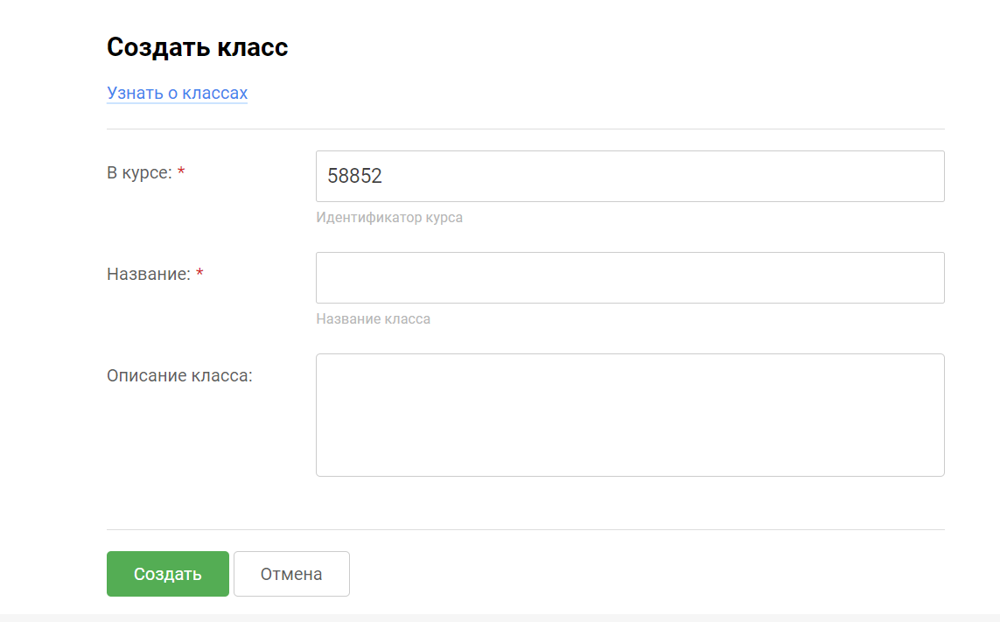 Создать класс
Узнать о классах
В курсе: *
58852
Идентификатор курса
Название: *
Название класса
Описание класса:
Создать
Отмена